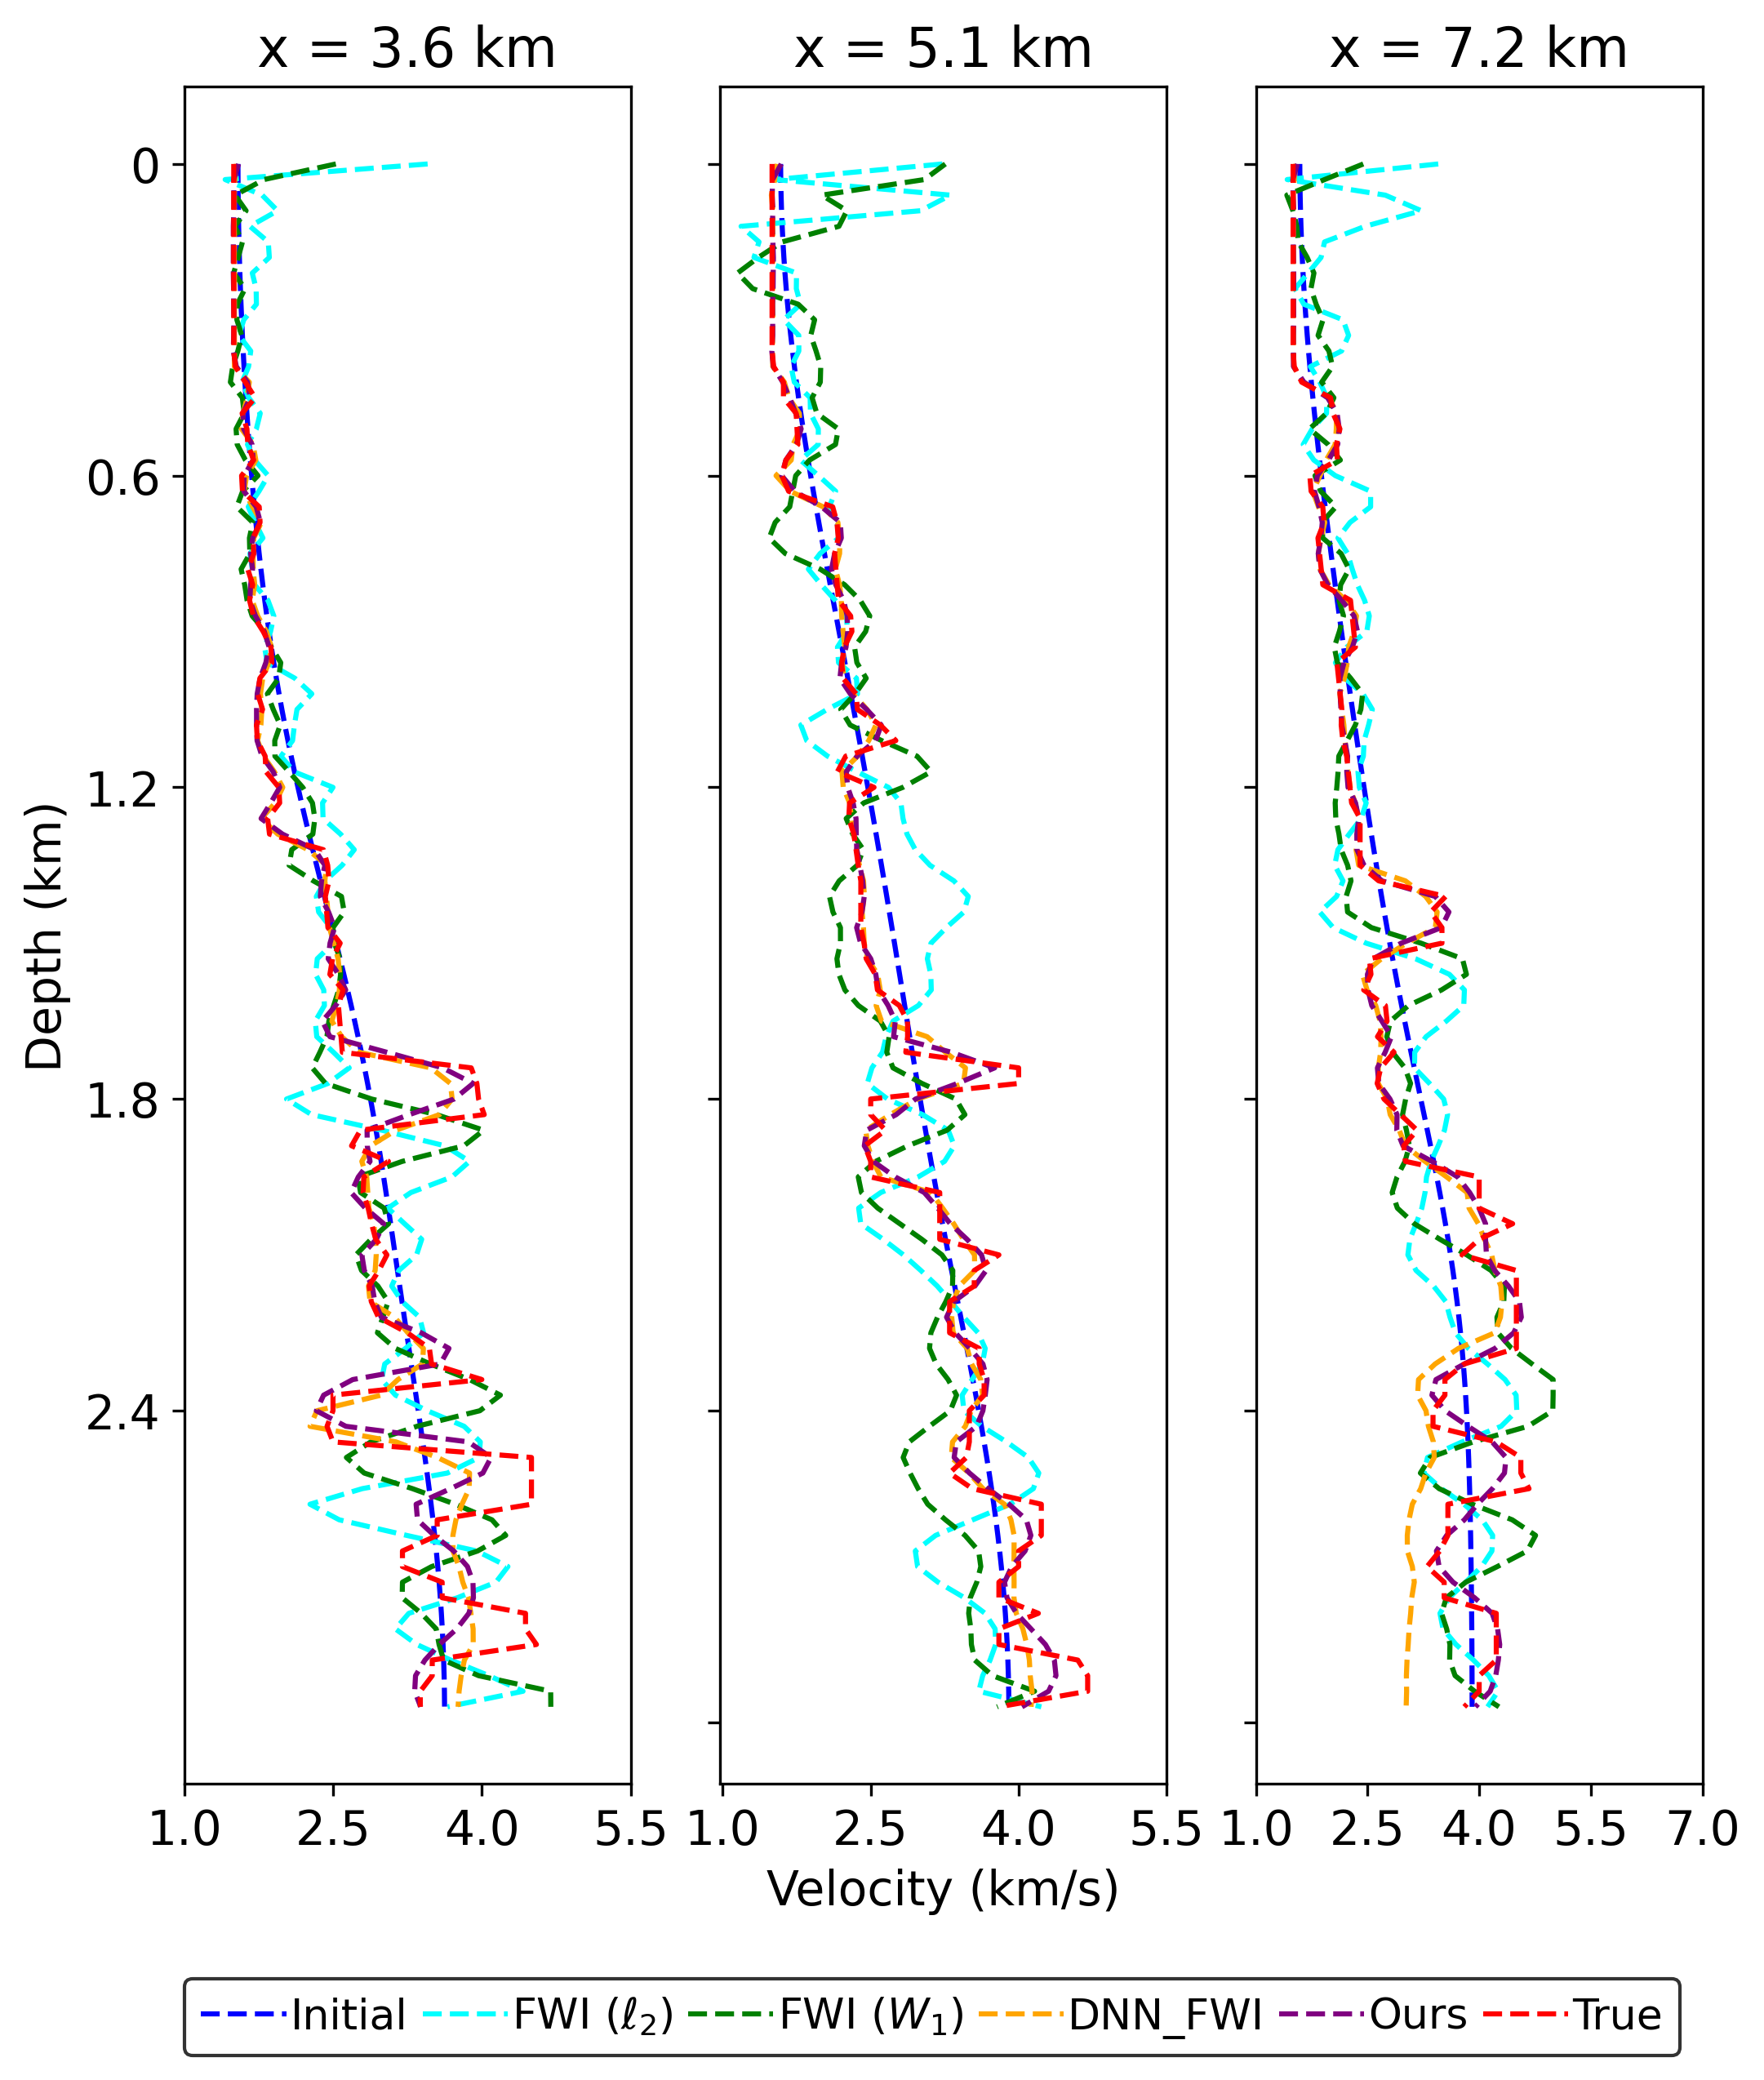 x = 3.6 km x = 5.1 km x = 7.2 km
0
0.6
1.2
1.8
2.4
Depth (km)
1.0 2.5 4.0 5.5 1.0 2.5 4.0 5.5 1.0 2.5 4.0 5.5 7.0
Velocity (km/s)
Initial FWI (ℓ₂) FWI (W₁) DNN_FWI Ours True